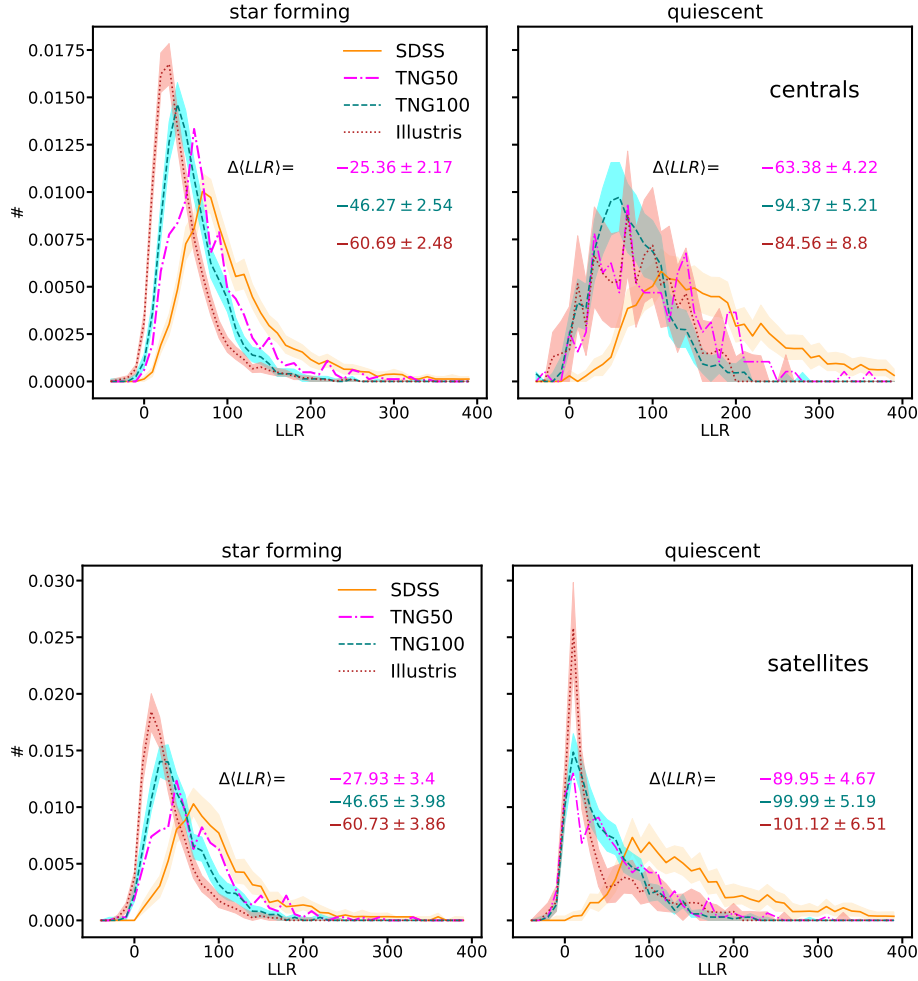 star forming
quiescent
SDSS
TNG50
TNG100
Illustris
Δ⟨LLR⟩=
−25.36 ± 2.17
−46.27 ± 2.54
−60.69 ± 2.48
centrals
Δ⟨LLR⟩=
−63.38 ± 4.22
−94.37 ± 5.21
−84.56 ± 8.8
0.0175
0.0150
0.0125
0.0100
0.0075
0.0050
0.0025
0.0000
#
0 100 200 300 400
LLR
0 100 200 300 400
LLR
star forming
quiescent
SDSS
TNG50
TNG100
Illustris
Δ⟨LLR⟩=
−27.93 ± 3.4
−46.65 ± 3.98
−60.73 ± 3.86
satellites
Δ⟨LLR⟩=
−89.95 ± 4.67
−99.99 ± 5.19
−101.12 ± 6.51
0.030
0.025
0.020
0.015
0.010
0.005
0.000
#
0 100 200 300 400
LLR
0 100 200 300 400
LLR